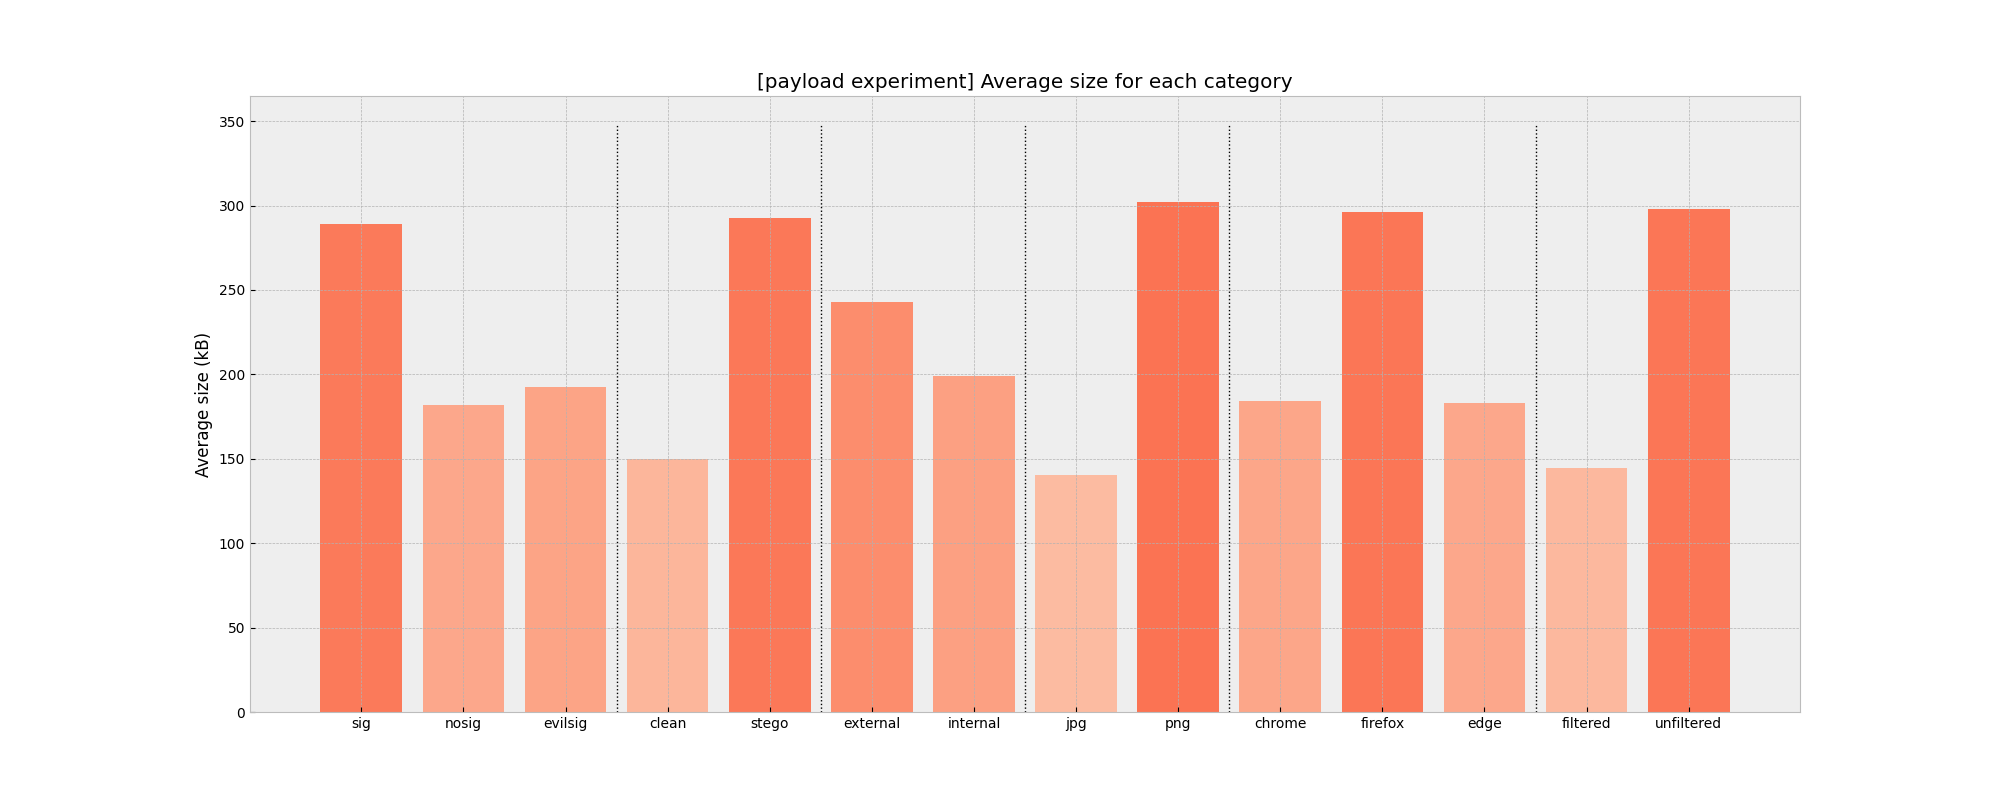 [payload experiment] Average size for each category
Average size (kB)
350
300
250
200
150
100
50
0
sig nosig evilsig clean stego external internal jpg png chrome firefox edge filtered unfiltered